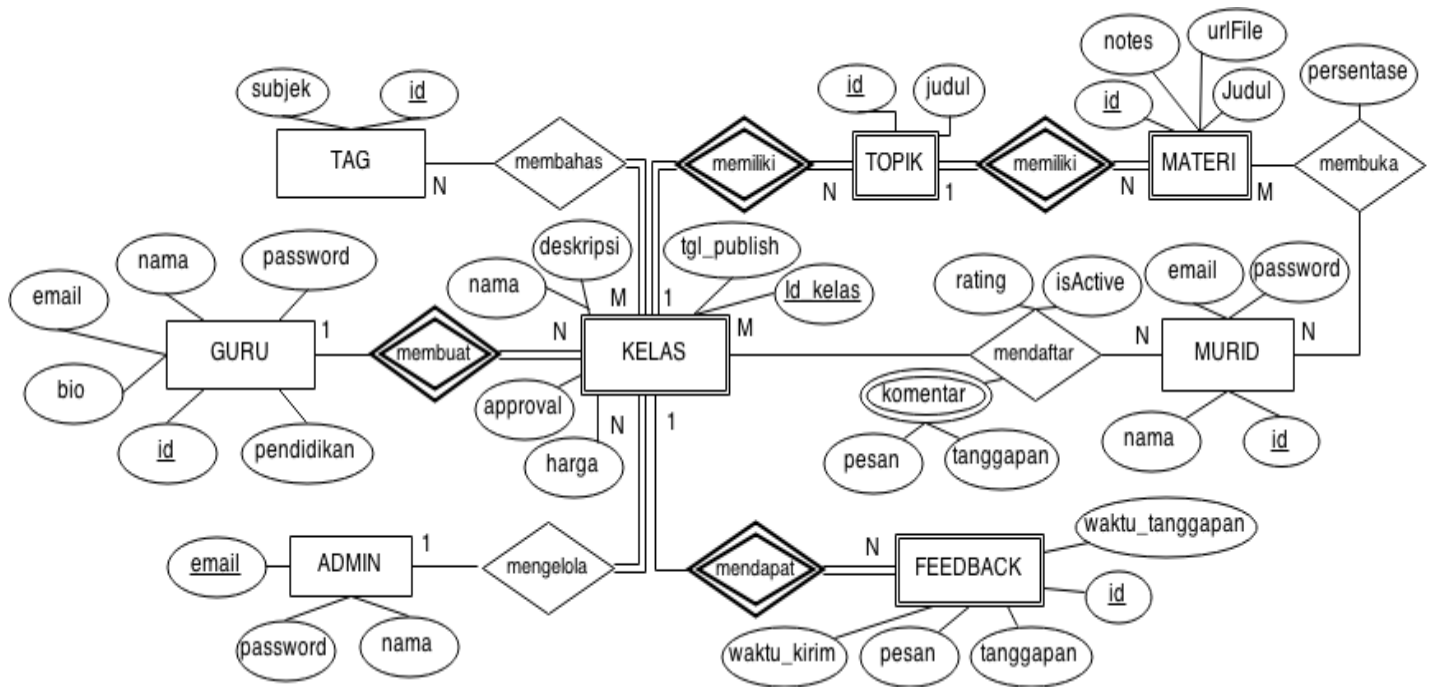 urlFile
notes
persentase
subjek
id
id
judul
id
Judul
TAG
membahas
memiliki
TOPIK
memiliki
MATERI
membuka
N
N
1
N
M
deskripsi
tgl_publish
nama
password
email
password
email
nama
Id_kelas
rating
isActive
M
1
1
N
M
N
N
GURU
membuat
KELAS
mendaftar
MURID
bio
approval
komentar
N
1
id
pendidikan
harga
pesan
tanggapan
nama
id
waktu_tanggapan
1
N
email
ADMIN
mengelola
mendapat
FEEDBACK
id
password
nama
waktu_kirim
pesan
tanggapan